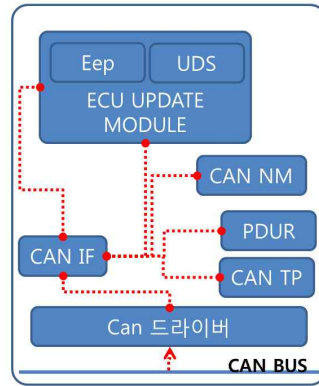 Eep UDS
ECU UPDATE
MODULE
CAN NM
PDUR
CAN IF
CAN TP
Can 드라이버
CAN BUS